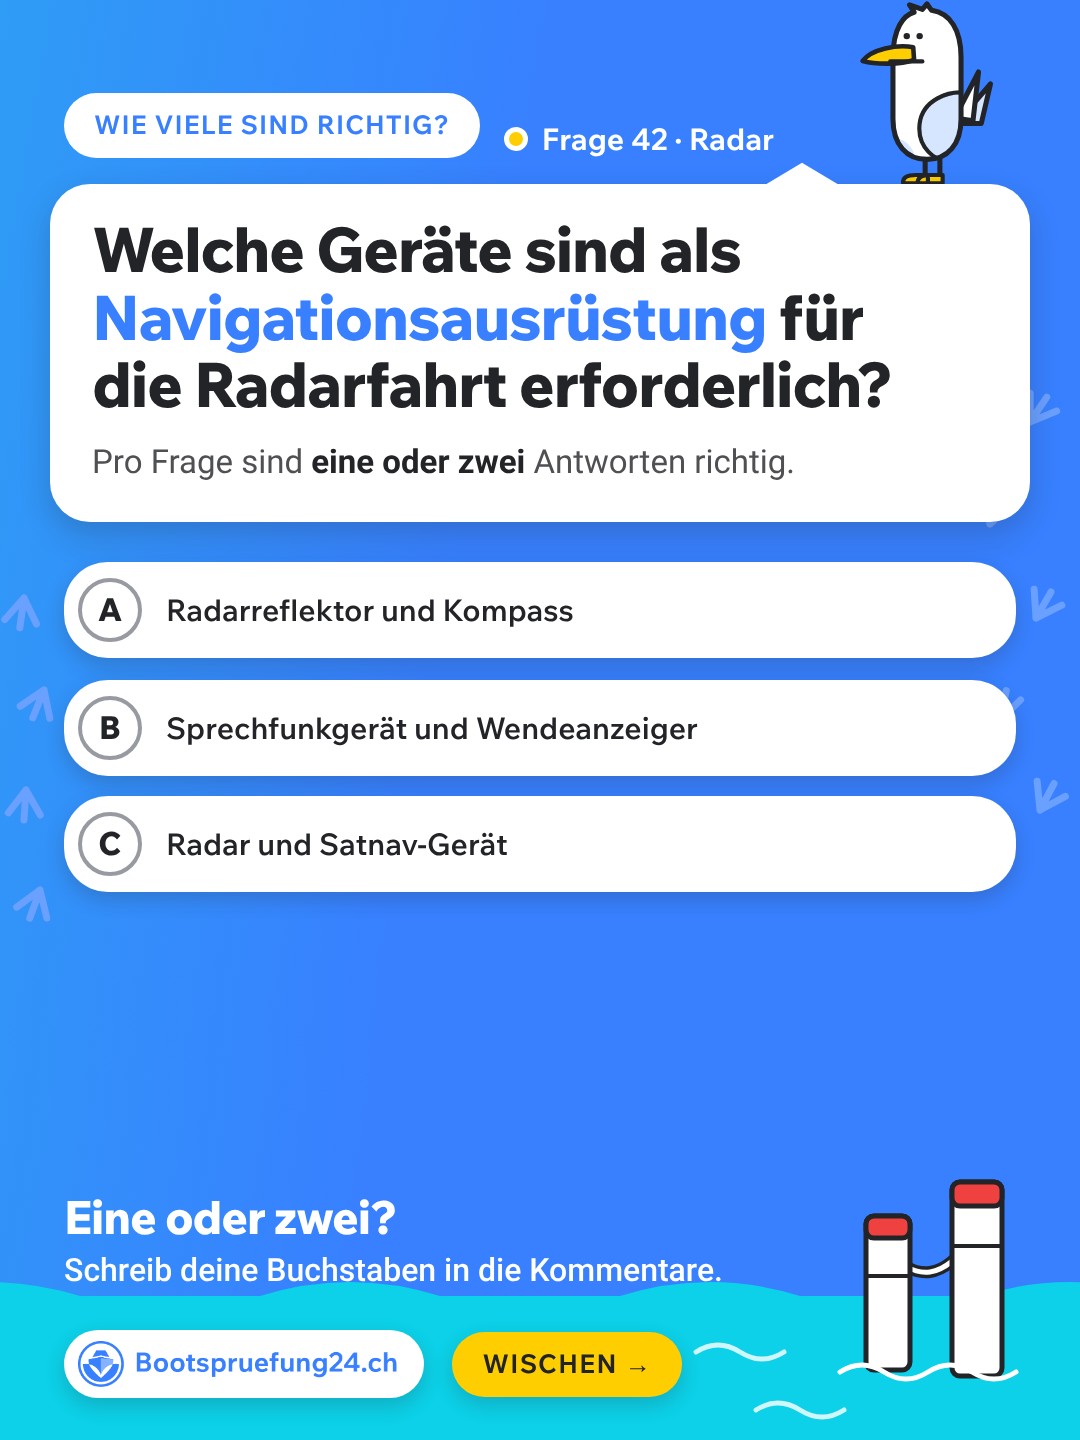 WIE VIELE SIND RICHTIG?
Frage 42 · Radar
Welche Geräte sind als
Navigationsausrüstung für
die Radarfahrt erforderlich?
Pro Frage sind eine oder zwei Antworten richtig.
A Radarreflektor und Kompass
B Sprechfunkgerät und Wendeanzeiger
C Radar und Satnav-Gerät
Eine oder zwei?
Schreib deine Buchstaben in die Kommentare.
Bootspruefung24.ch
WISCHEN →